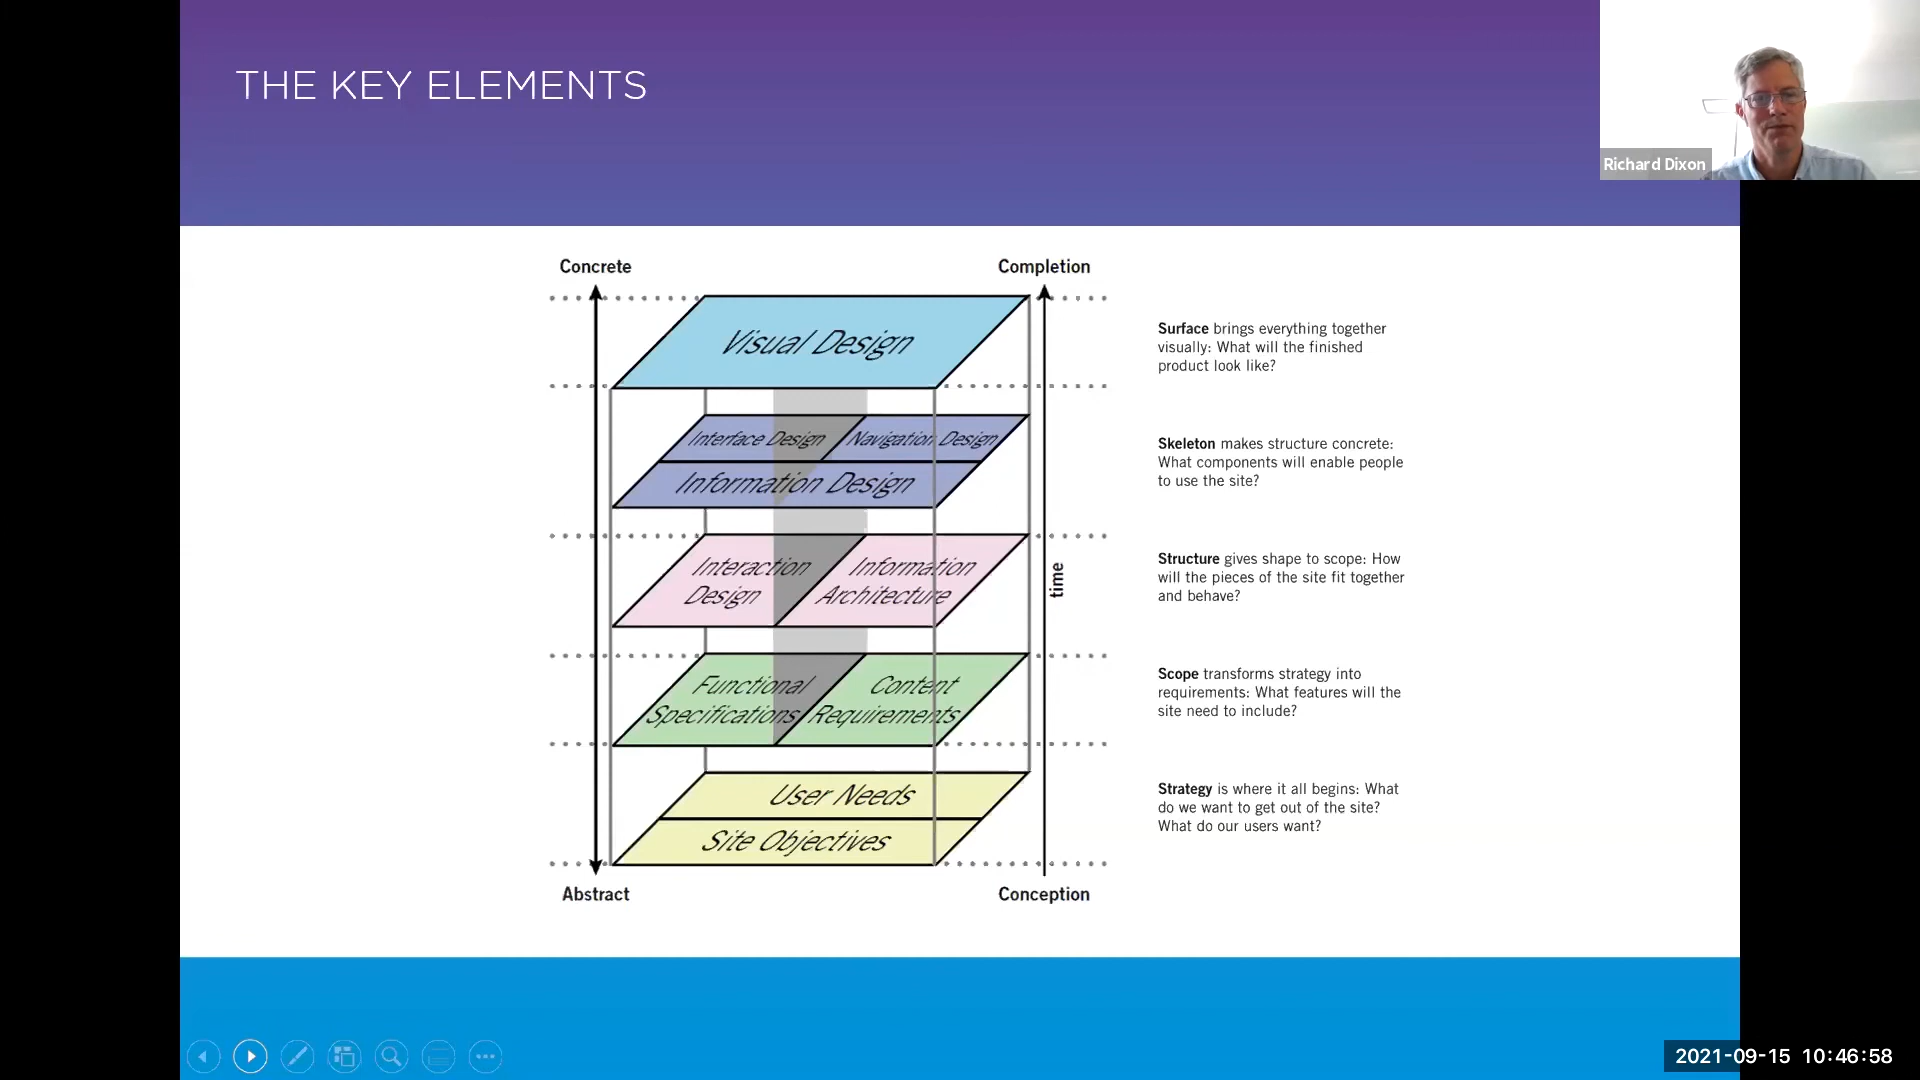 THE KEY ELEMENTS
Richard Dixon
Concrete
Completion
Visual Design
Surface brings everything together
visually: What will the finished
product look like?
Interface Design
Navigation Design
Information Design
Skeleton makes structure concrete:
What components will enable people
to use the site?
Interaction
Design
Information
Architecture
time
Structure gives shape to scope: How
will the pieces of the site fit together
and behave?
Functional
Specifications
Content
Requirements
Scope transforms strategy into
requirements: What features will the
site need to include?
User Needs
Site Objectives
Strategy is where it all begins: What
do we want to get out of the site?
What do our users want?
Abstract
Conception
2021-09-15 10:46:58